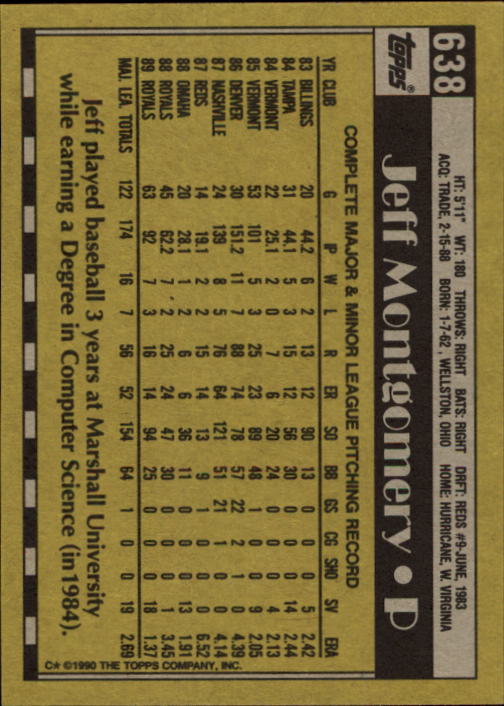 638
HT: 5'11" WT: 180 THROWS: RIGHT BATS: RIGHT DRFT: REDS #9-JUNE, 1983
ACQ: TRADE, 2-15-88 BORN: 1-7-62, WELLSTON, OHIO HOME: HURRICANE, W. VIRGINIA
topps® Jeff Montgomery • P
COMPLETE MAJOR & MINOR LEAGUE PITCHING RECORD
YR CLUB G IP W L R ER SO BB GS CG SHO SV ERA
83 BILLINGS 20 44.2 6 2 13 12 90 13 0 0 0 5 2.42
84 TAMPA 31 44.1 5 3 15 12 56 30 0 0 0 14 2.44
84 VERMONT 22 25.1 2 0 7 6 20 24 0 0 0 4 2.13
85 VERMONT 53 101 5 3 25 23 89 48 1 0 0 9 2.05
86 DENVER 30 151.2 11 7 88 74 78 57 22 2 1 0 4.39
87 NASHVILLE 24 139 8 5 76 64 121 51 21 1 0 0 4.14
87 REDS 14 19.1 2 2 15 14 13 9 1 0 0 0 6.52
88 OMAHA 20 28.1 1 2 6 6 36 11 0 0 0 13 1.91
88 ROYALS 45 62.2 7 2 25 24 47 30 0 0 0 1 3.45
89 ROYALS 63 92 7 3 16 14 94 25 0 0 0 18 1.37
MAJ. LEA. TOTALS 122 174 16 7 56 52 154 64 1 0 0 19 2.69
Jeff played baseball 3 years at Marshall University
while earning a Degree in Computer Science (in 1984).
C* ©1990 THE TOPPS COMPANY, INC.